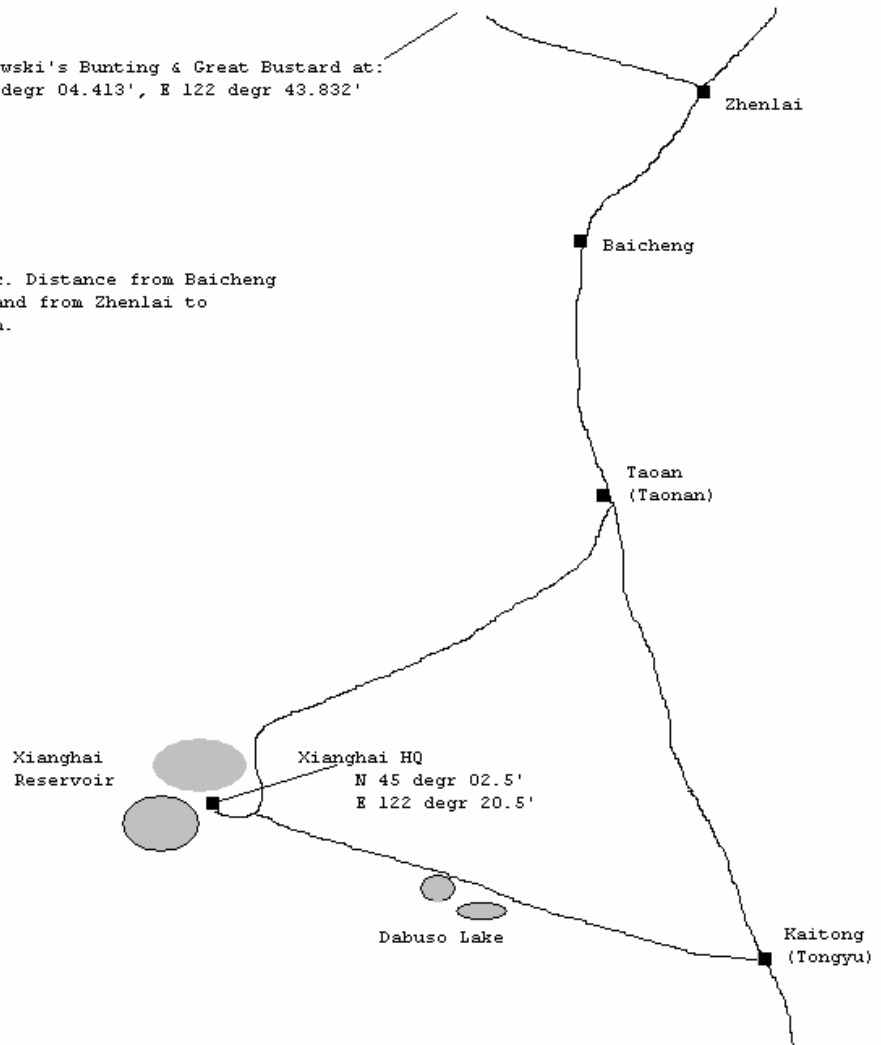 wski's Bunting & Great Bustard at:
degr 04.413', E 122 degr 43.832'
Zhenlai
Baicheng
. Distance from Baicheng
and from Zhenlai to
Taoan
(Taonan)
Xianghai
Reservoir
Xianghai HQ
N 45 degr 02.5'
E 122 degr 20.5'
Dabuso Lake
Kaitong
(Tongyu)